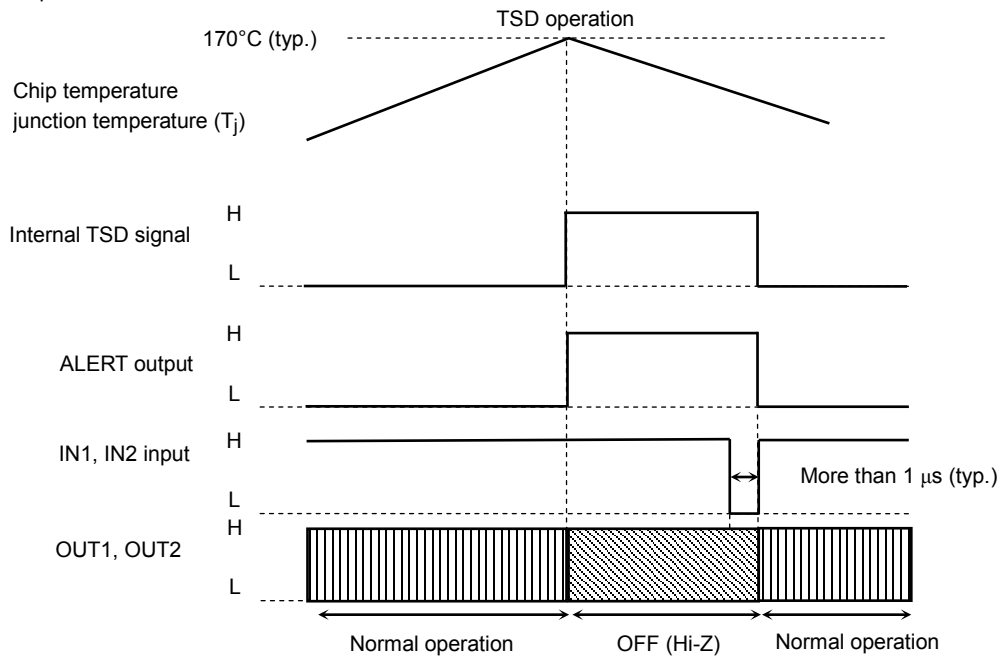 TSD operation
170°C (typ.)
Chip temperature
junction temperature (Tj)
H
Internal TSD signal
L
H
ALERT output
L
H
IN1, IN2 input
More than 1 μs (typ.)
L
H
OUT1, OUT2
L
Normal operation
OFF (Hi-Z)
Normal operation